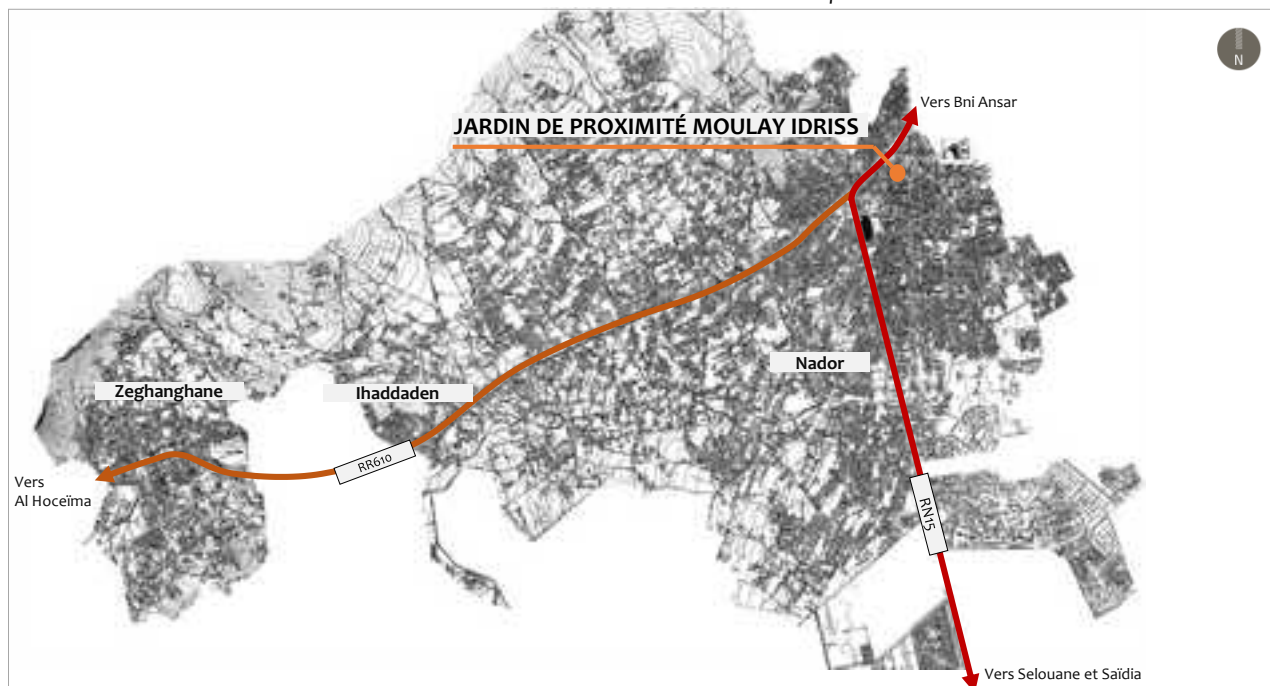 N
Vers Bni Ansar
JARDIN DE PROXIMITÉ MOULAY IDRISS
Nador
Zeghanghane
Ihaddaden
RR610
Vers
Al Hoceïma
RN15
Vers Selouane et Saïdia